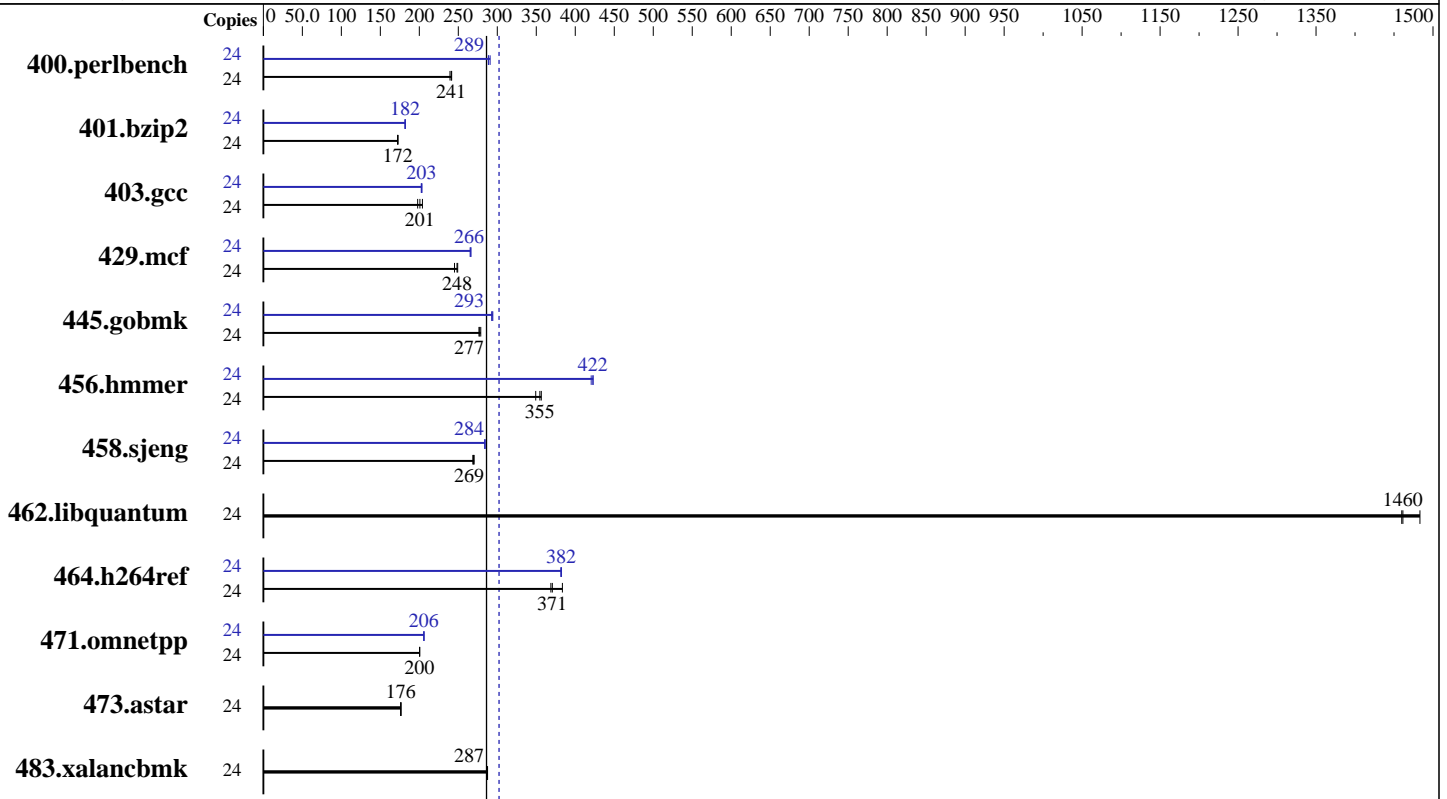 Copies 0 50.0 100 150 200 250 300 350 400 450 500 550 600 650 700 750 800 850 900 950 1050 1150 1250 1350 1500
400.perlbench 24 289
24 241
401.bzip2 24 182
24 172
403.gcc 24 203
24 201
429.mcf 24 266
24 248
445.gobmk 24 293
24 277
456.hmmer 24 422
24 355
458.sjeng 24 284
24 269
462.libquantum 24 1460
464.h264ref 24 382
24 371
471.omnetpp 24 206
24 200
473.astar 24 176
483.xalancbmk 24 287